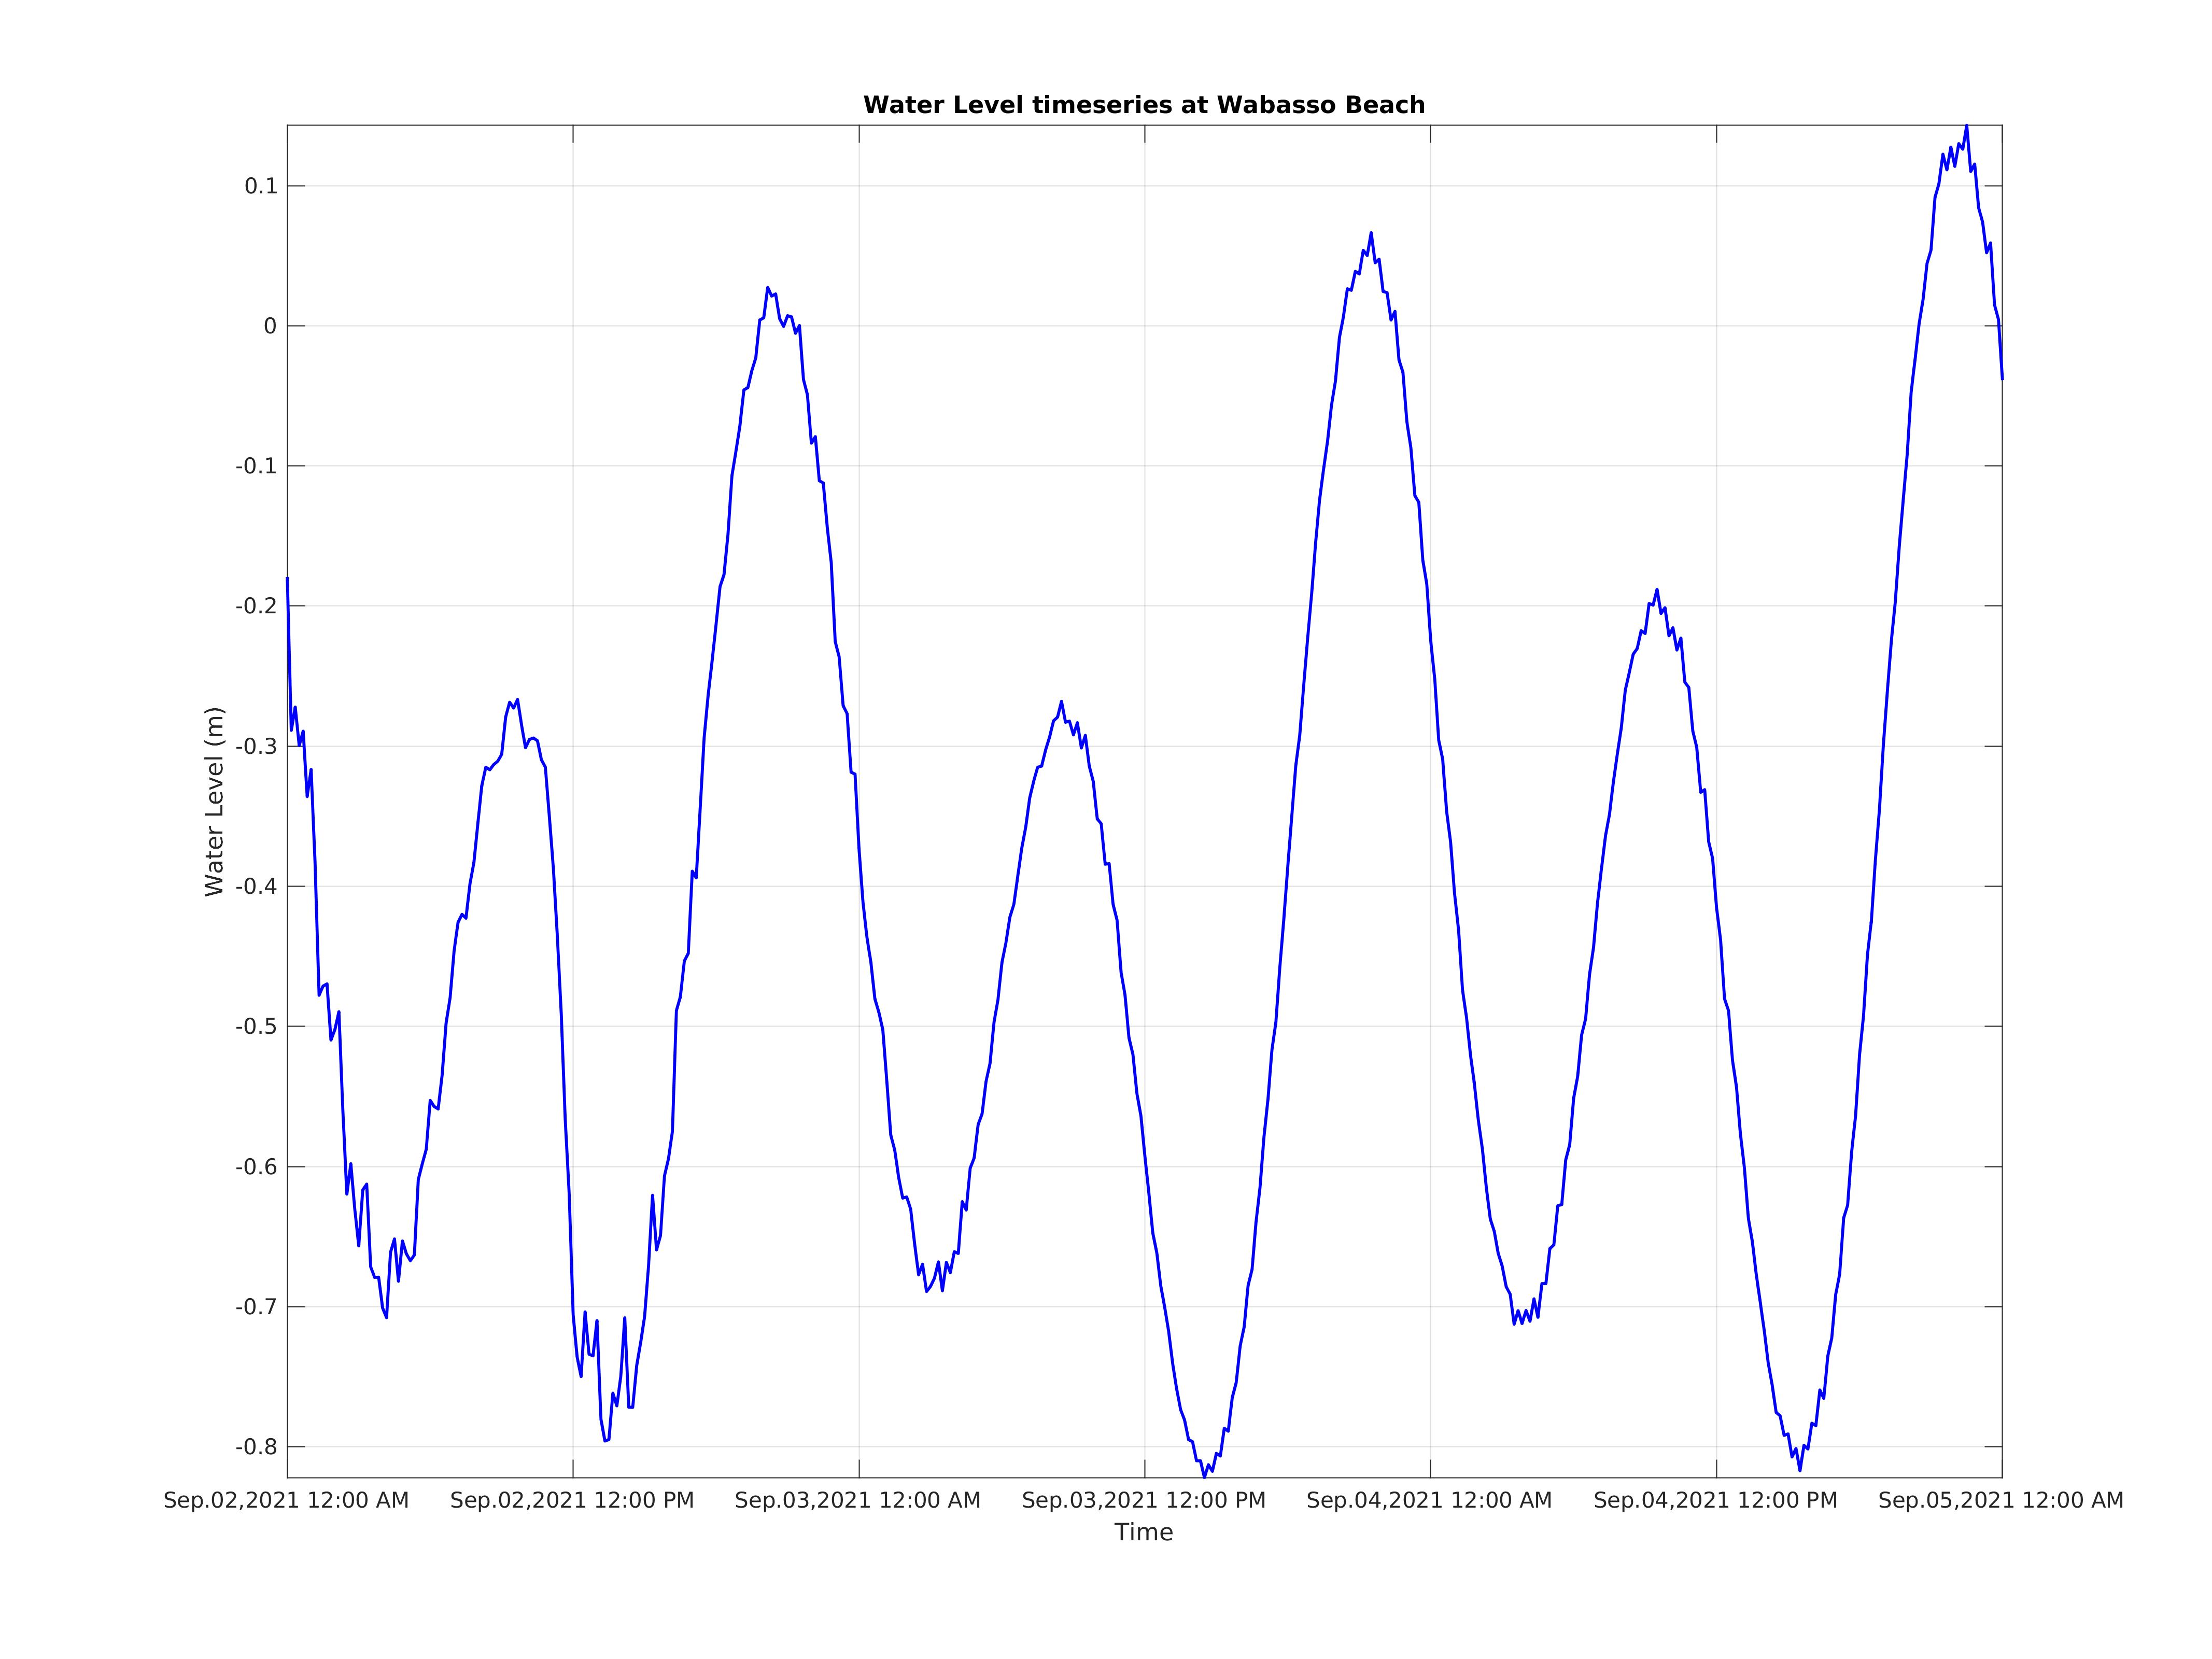 Water Level timeseries at Wabasso Beach
0.1
0
-0.1
-0.2
-0.3
-0.4
-0.5
-0.6
-0.7
-0.8
Water Level (m)
Sep.02,2021 12:00 AM
Sep.02,2021 12:00 PM
Sep.03,2021 12:00 AM
Sep.03,2021 12:00 PM
Sep.04,2021 12:00 AM
Sep.04,2021 12:00 PM
Sep.05,2021 12:00 AM
Time